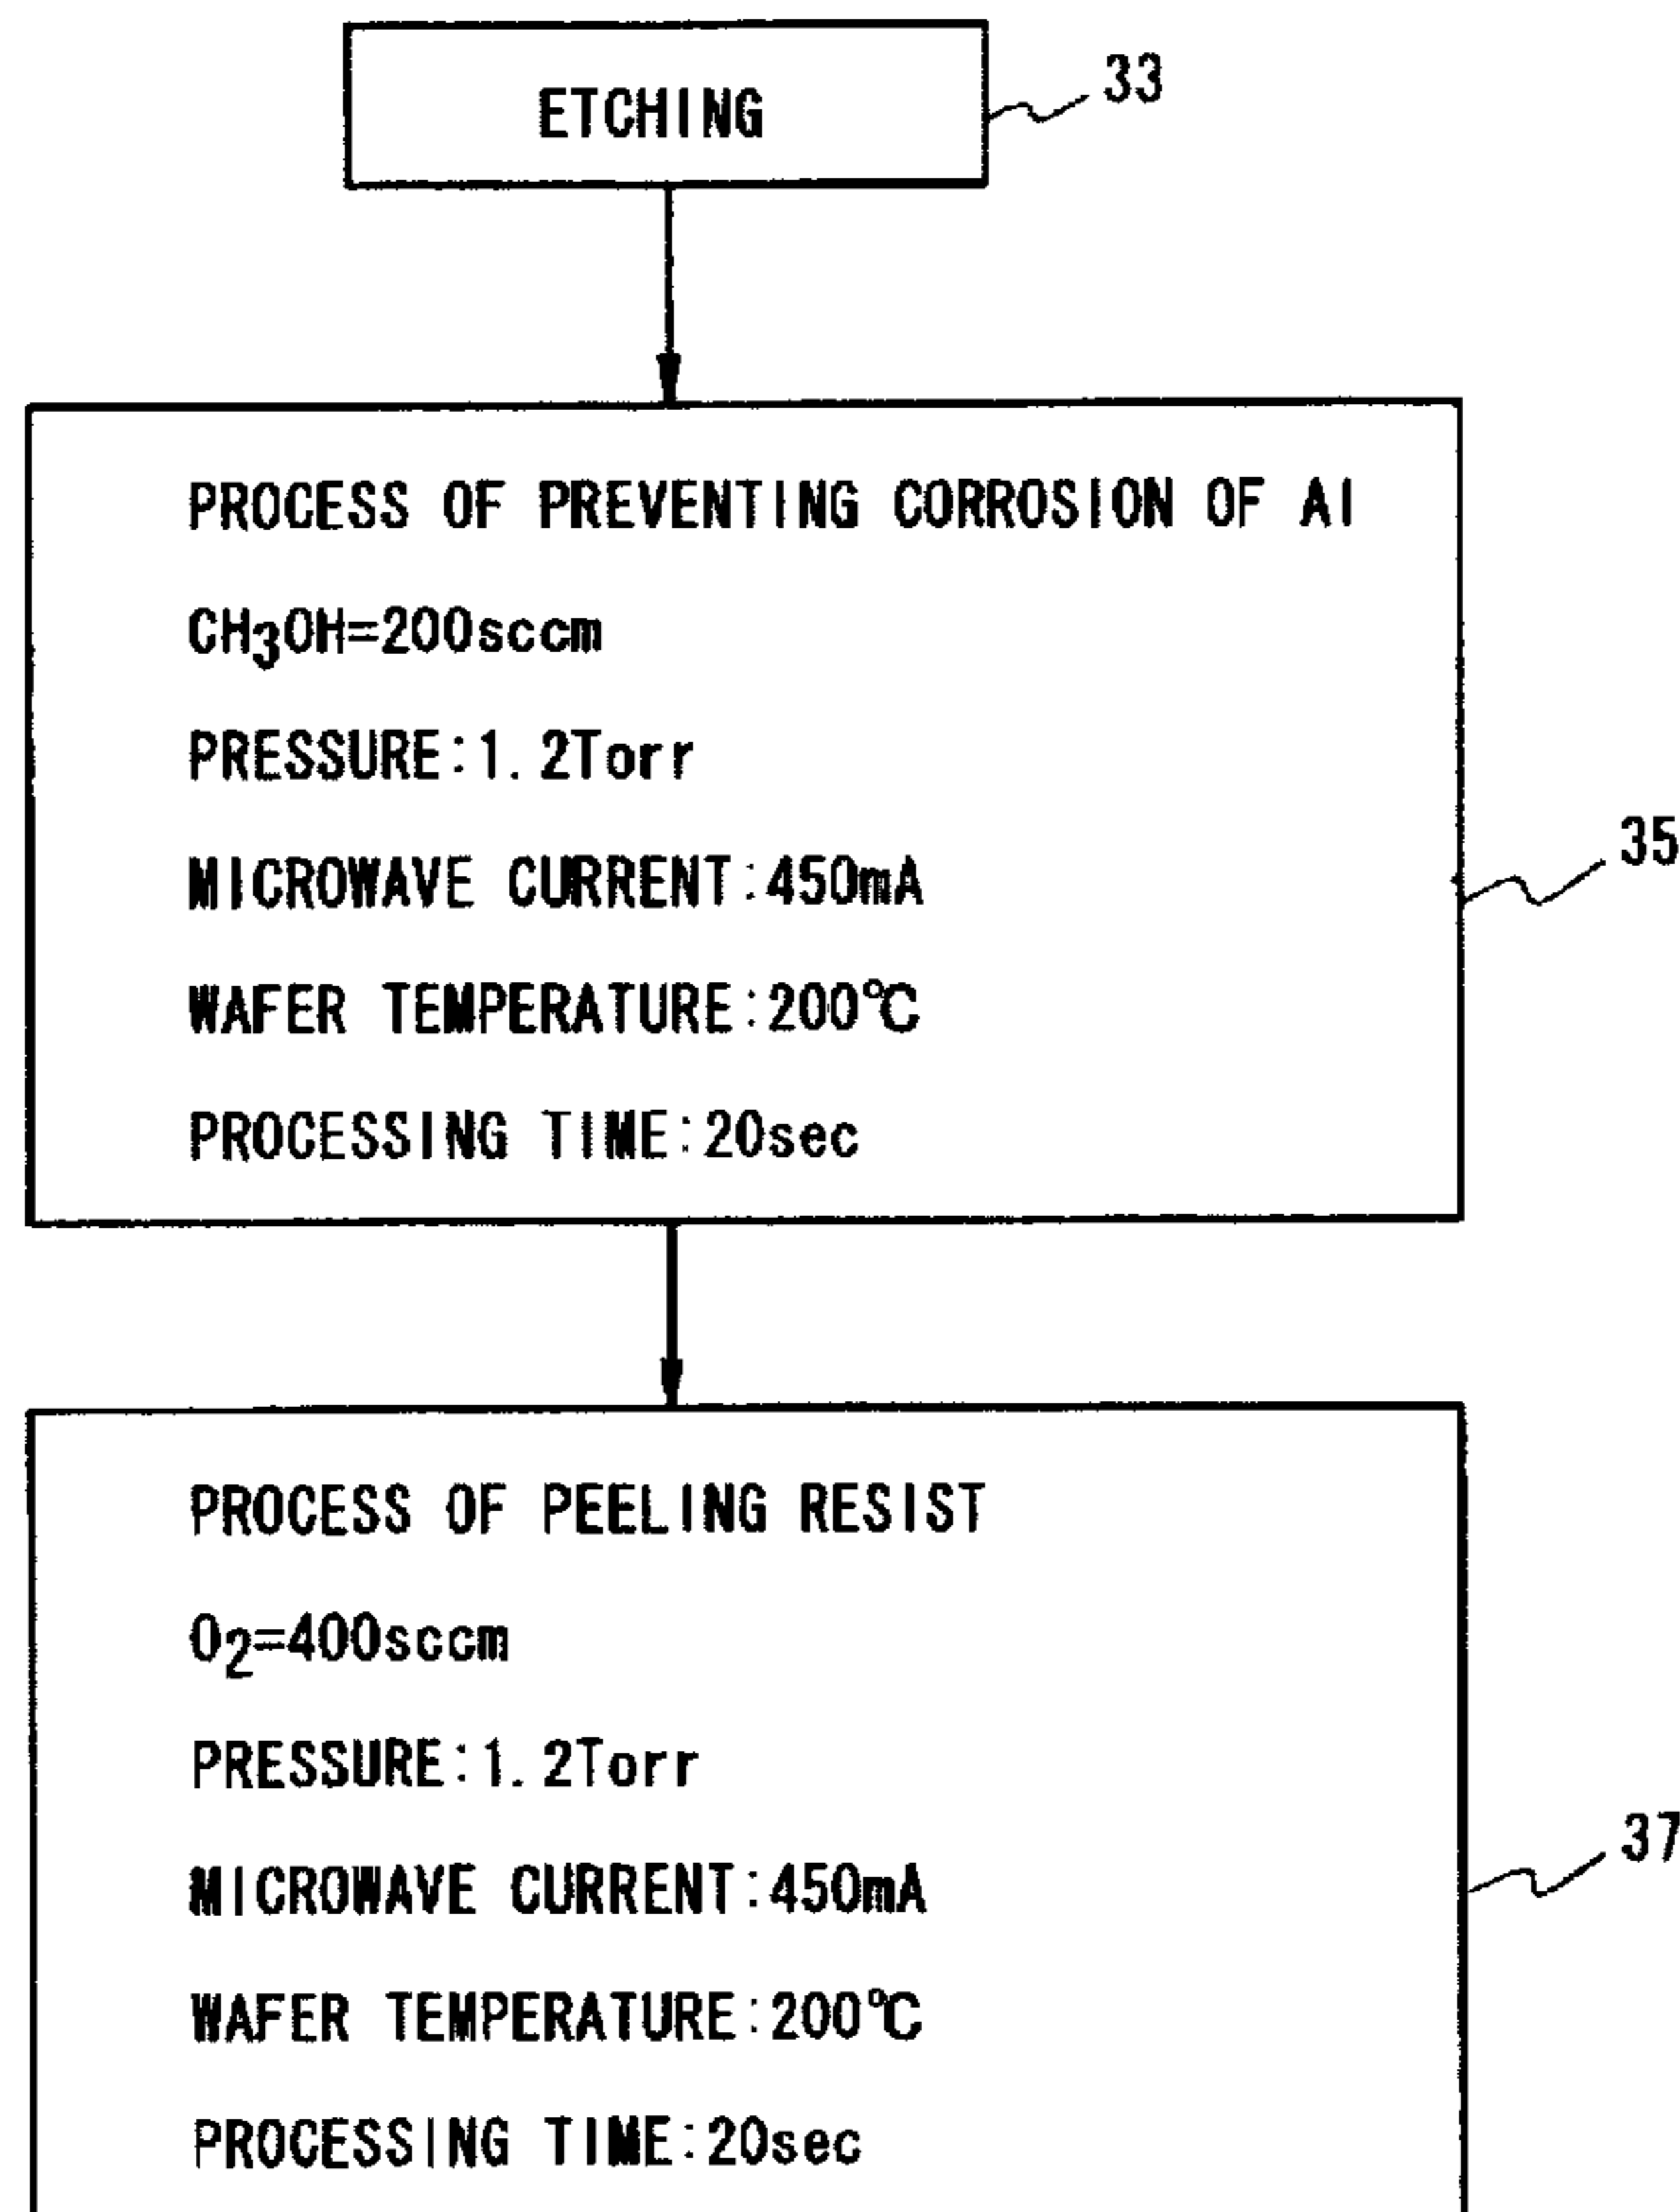 ETCHING
33
PROCESS OF PREVENTING CORROSION OF Al
CH₃OH=200sccm
PRESSURE:1.2Torr
MICROWAVE CURRENT:450mA
35
WAFER TEMPERATURE:200℃
PROCESSING TIME:20sec
PROCESS OF PEELING RESIST
O₂=400sccm
PRESSURE:1.2Torr
37
MICROWAVE CURRENT:450mA
WAFER TEMPERATURE:200℃
PROCESSING TIME:20sec